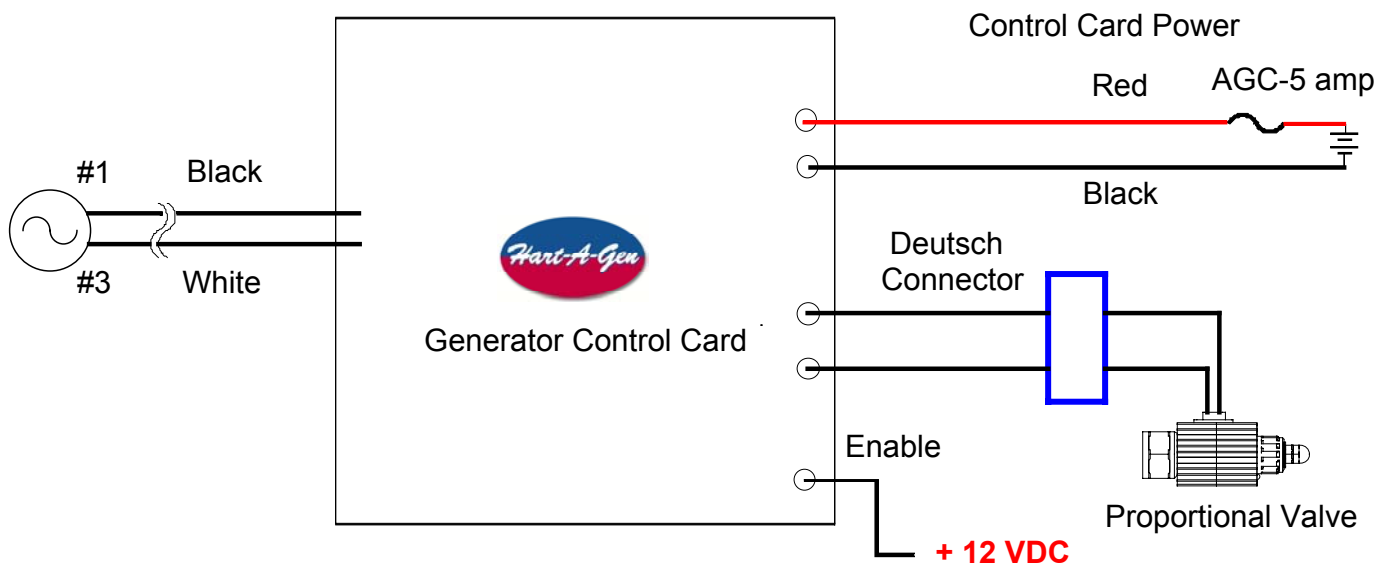 Control Card Power
Red
AGC-5 amp
#1
Black
Black
#3
White
Hart-A-Gen
Generator Control Card
Deutsch
Connector
Enable
Proportional Valve
+ 12 VDC